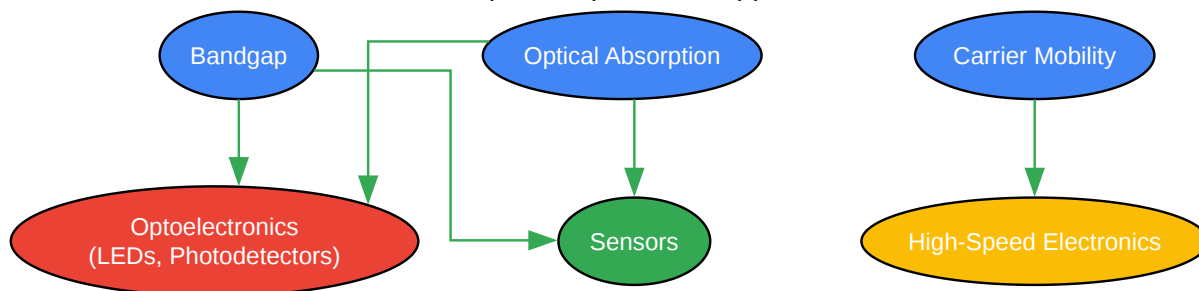 Bandgap
Optical Absorption
Carrier Mobility
Optoelectronics
(LEDs, Photodetectors)
Sensors
High-Speed Electronics